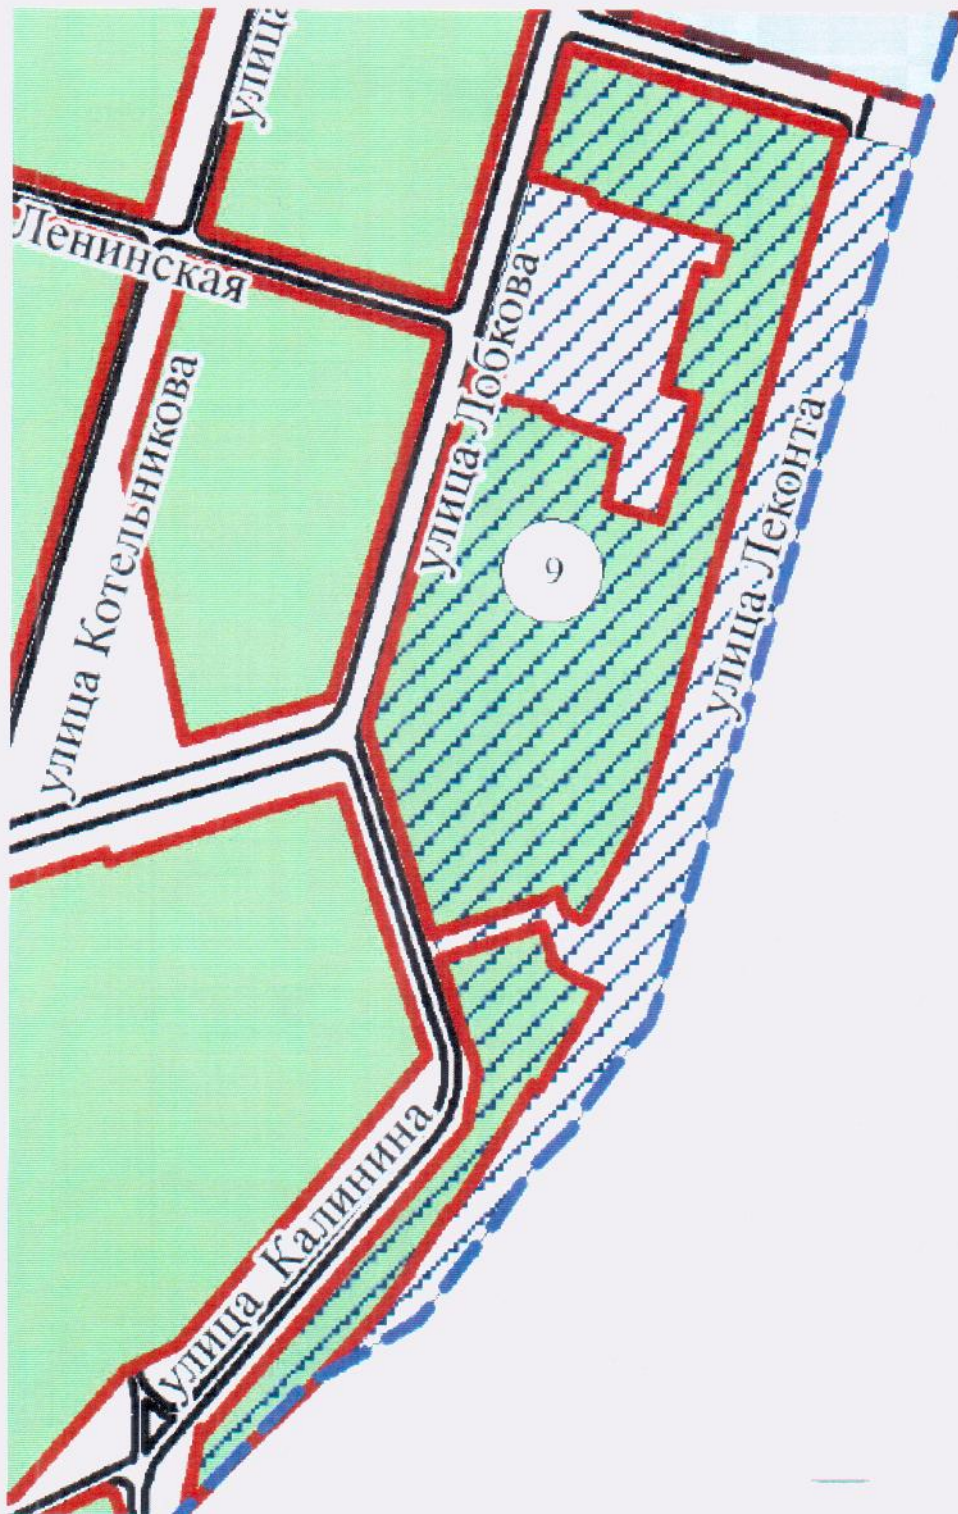 улица
Ленинская
улица Котельникова
улица Лобкова
улица Леконта
9
улица Калинина